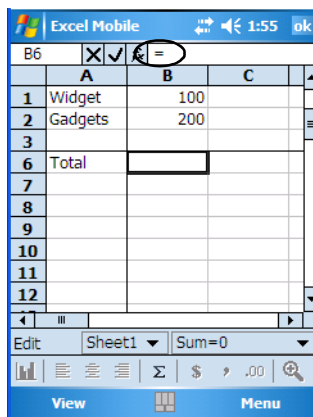 Excel Mobile 1:55 ok
B6 fx =
A B C
1 Widget 100
2 Gadgets 200
3
6 Total
7
8
9
10
11
12
Edit Sheet1 Sum=0
Σ $ , .00
View Menu